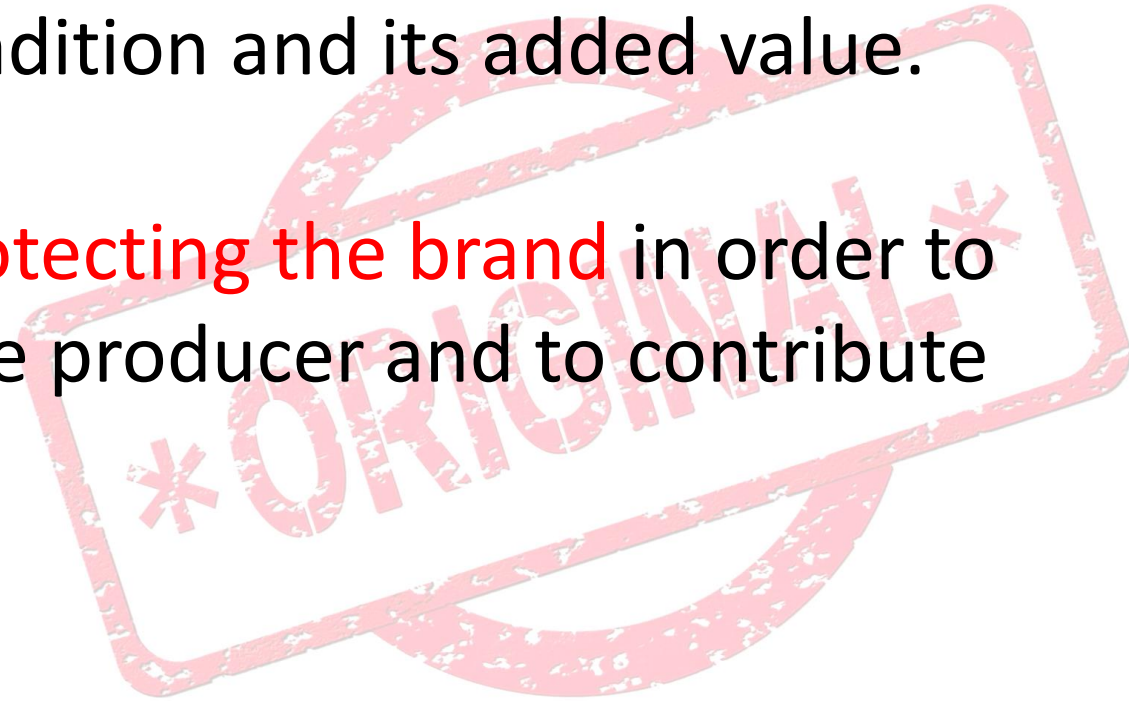 dition and its added value.
otecting the brand in order to
e producer and to contribute
*ORIGINAL*